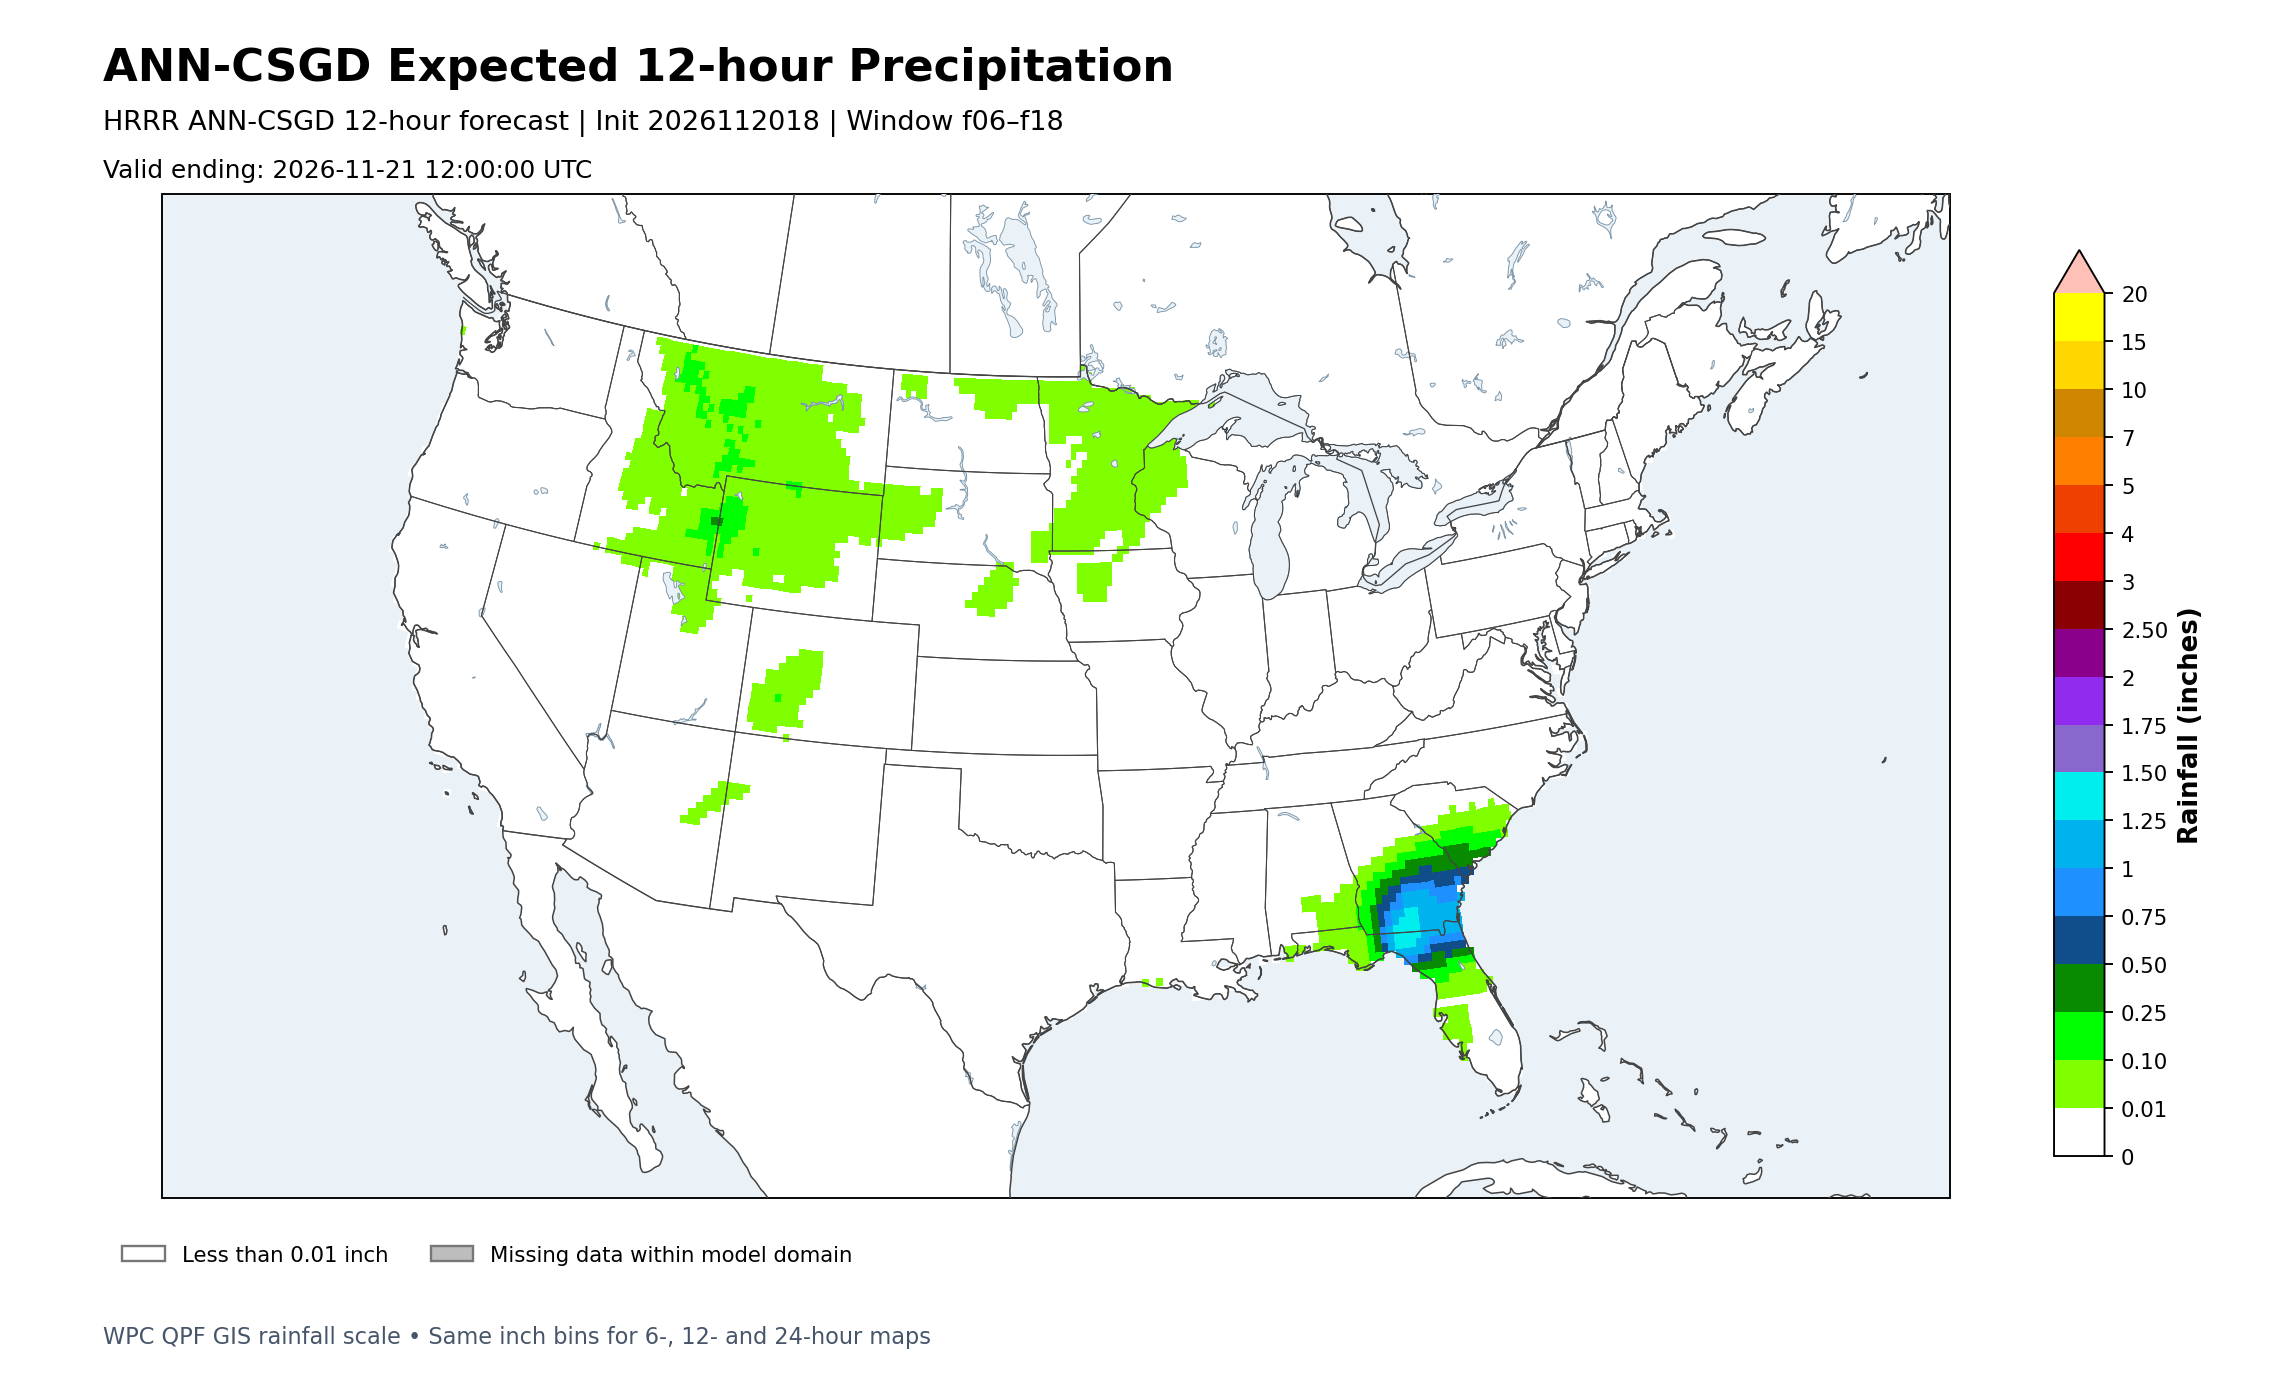 ANN-CSGD Expected 12-hour Precipitation
HRRR ANN-CSGD 12-hour forecast | Init 2026112018 | Window f06–f18
Valid ending: 2026-11-21 12:00:00 UTC
20
15
10
7
5
4
3
2.50
2
1.75
1.50
1.25
1
0.75
0.50
0.25
0.10
0.01
0
Rainfall (inches)
Less than 0.01 inch
Missing data within model domain
WPC QPF GIS rainfall scale • Same inch bins for 6-, 12- and 24-hour maps